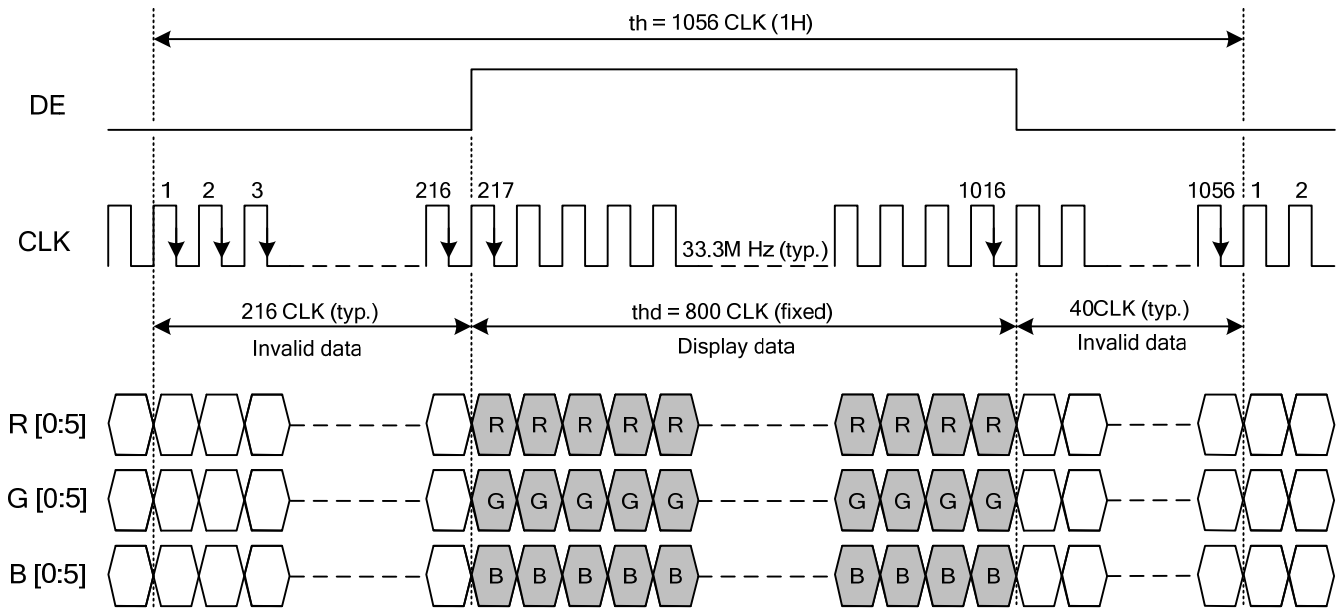 th = 1056 CLK (1H)
DE
1 2 3 216 217 1016 1056 1 2
CLK
33.3M Hz (typ.)
216 CLK (typ.) thd = 800 CLK (fixed) 40CLK (typ.)
Invalid data Display data Invalid data
R [0:5] R R R R R R R R R
G [0:5] G G G G G G G G G
B [0:5] B B B B B B B B B